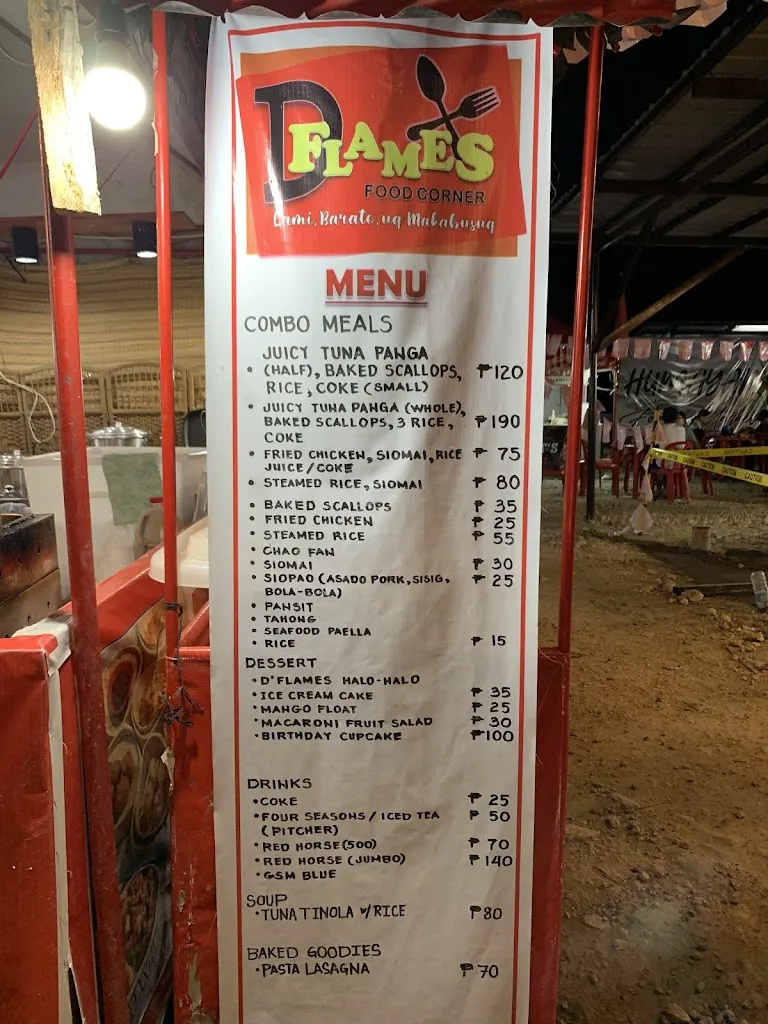 D'FLAMES
FOOD CORNER
Lami, Barato, ug Makabusug
MENU
COMBO MEALS
JUICY TUNA PANGA
• (HALF), BAKED SCALLOPS, ₱120
RICE, COKE (SMALL)
• JUICY TUNA PANGA (WHOLE),
BAKED SCALLOPS, 3 RICE, ₱190
COKE
• FRIED CHICKEN, SIOMAI, RICE ₱ 75
JUICE/COKE
• STEAMED RICE, SIOMAI ₱ 80
• BAKED SCALLOPS ₱ 35
• FRIED CHICKEN ₱ 25
• STEAMED RICE ₱ 55
• CHAO FAN
• SIOMAI ₱ 30
• SIOPAO (ASADO PORK, SISIG, ₱ 25
BOLA-BOLA)
• PANSIT
• TAHONG
• SEAFOOD PAELLA
• RICE ₱ 15
DESSERT
• D'FLAMES HALO-HALO
• ICE CREAM CAKE ₱ 35
• MANGO FLOAT ₱ 25
• MACARONI FRUIT SALAD ₱ 30
• BIRTHDAY CUPCAKE ₱100
DRINKS
• COKE ₱ 25
• FOUR SEASONS / ICED TEA ₱ 50
(PITCHER)
• RED HORSE (500) ₱ 70
• RED HORSE (JUMBO) ₱ 140
• GSM BLUE
SOUP
• TUNA TINOLA W/ RICE ₱80
BAKED GOODIES
• PASTA LASAGNA ₱ 70
CAUTION CAUTION
CAUTION CAUTION